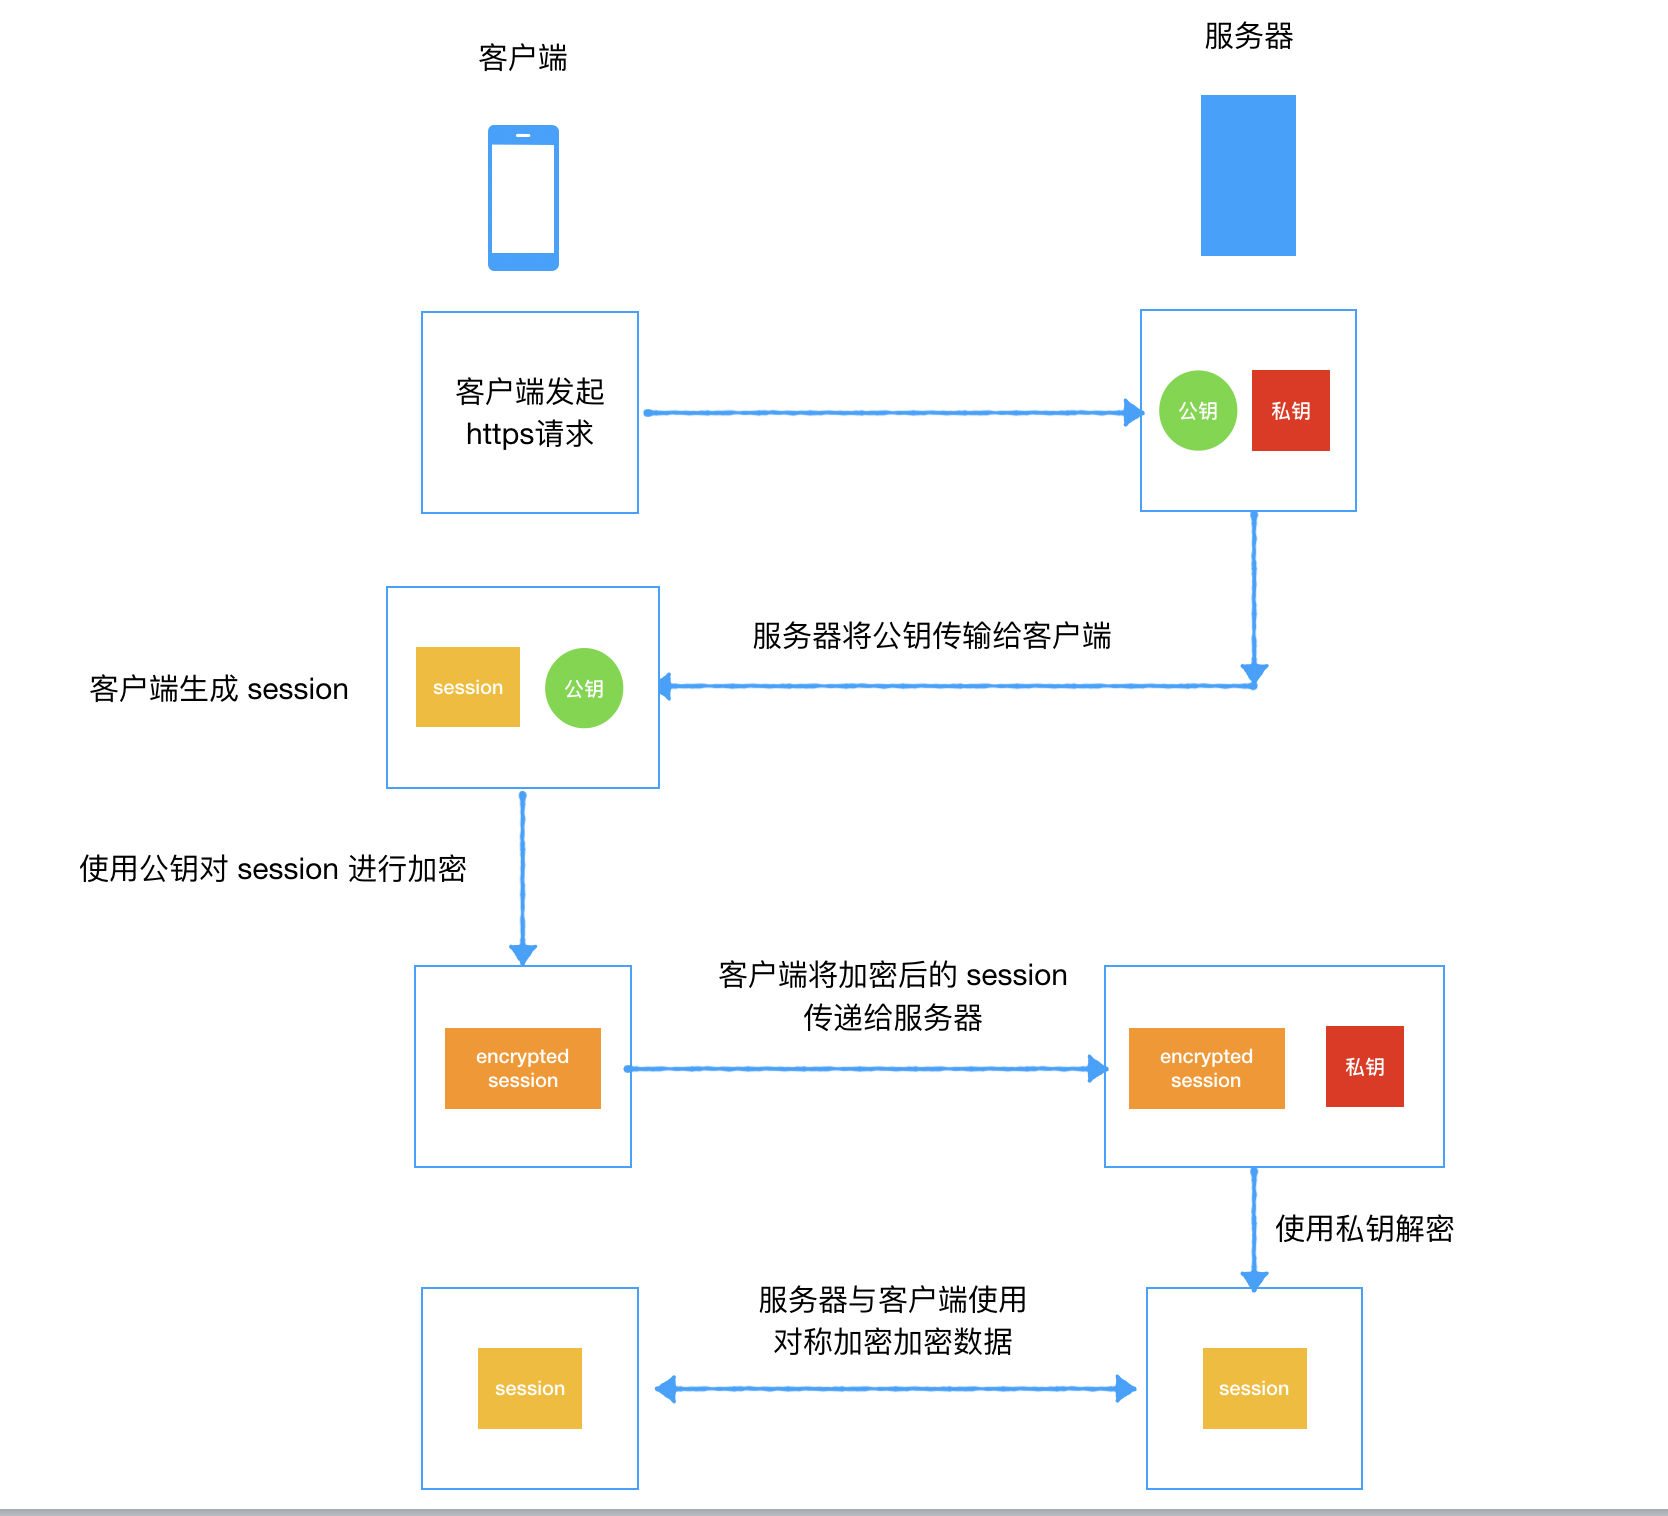 客户端
服务器
客户端发起
https请求
公钥
私钥
服务器将公钥传输给客户端
客户端生成 session
session
公钥
使用公钥对 session 进行加密
客户端将加密后的 session
传递给服务器
encrypted
session
encrypted
session
私钥
使用私钥解密
服务器与客户端使用
对称加密加密数据
session
session